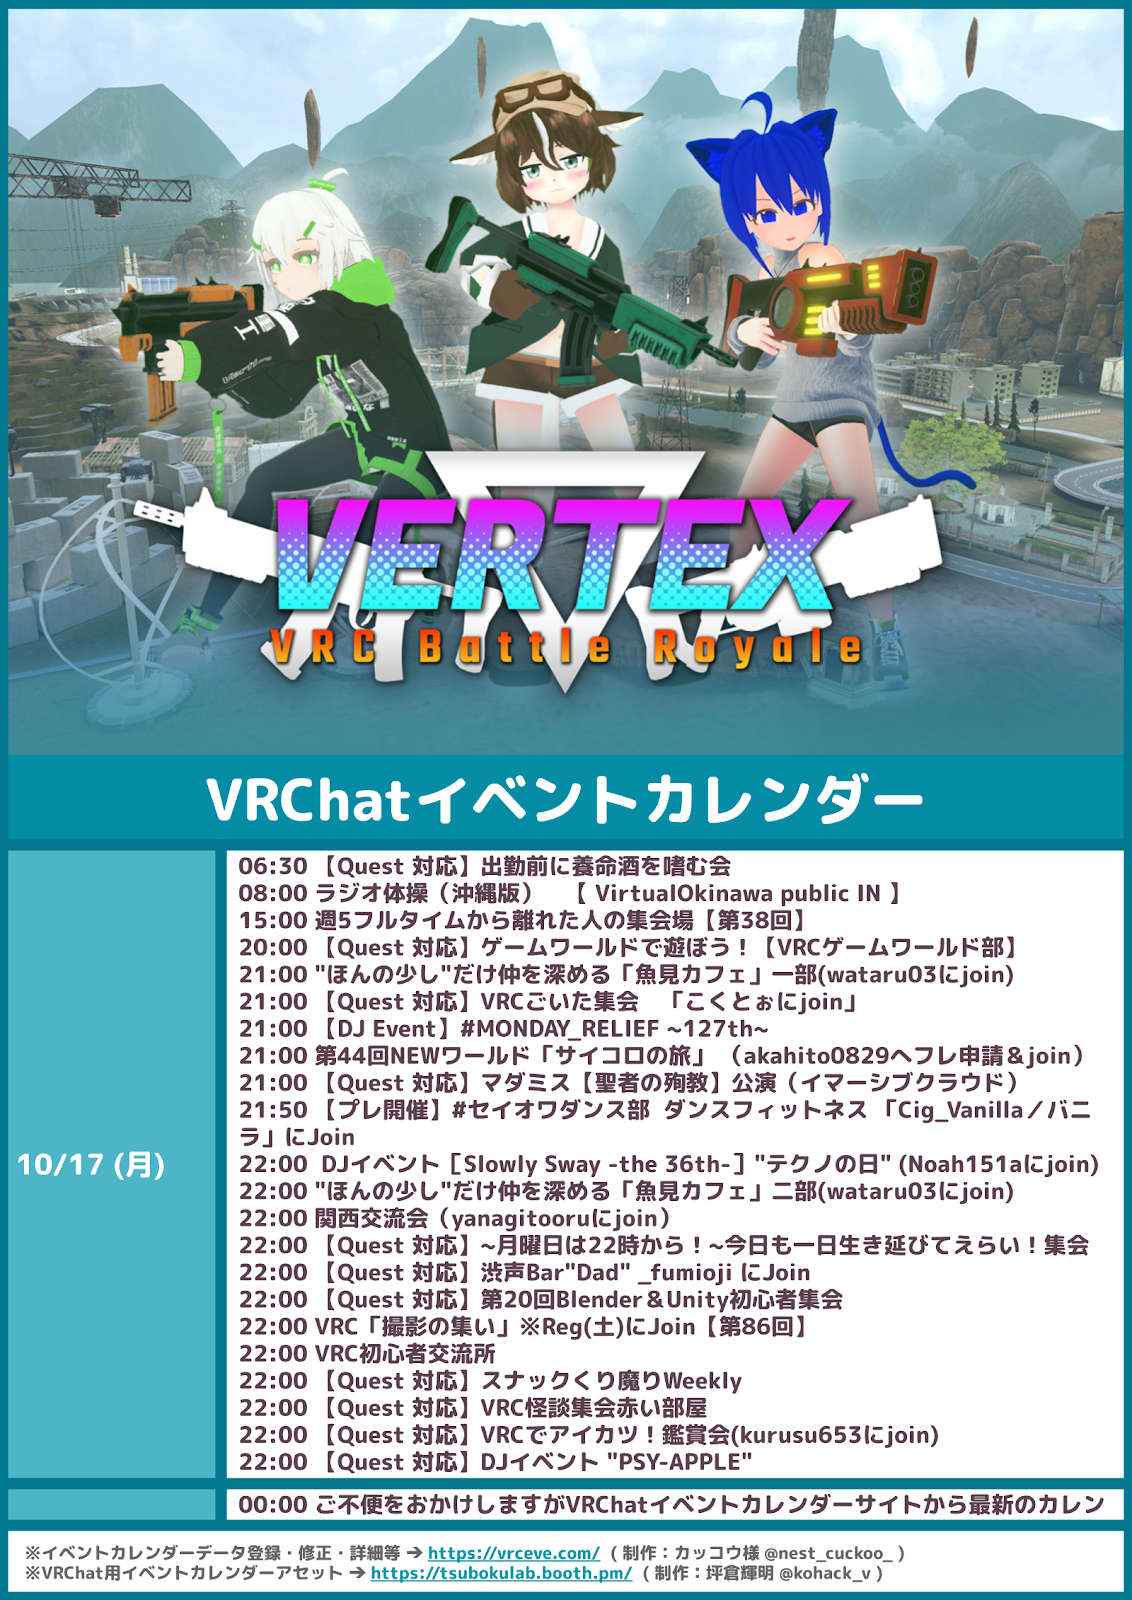 VERTEX
VRC Battle Royale
VRChatイベントカレンダー
10/17 (月)
06:30 【Quest 対応】出勤前に養命酒を嗜む会
08:00 ラジオ体操（沖縄版）　【 VirtualOkinawa public IN 】
15:00 週5フルタイムから離れた人の集会場【第38回】
20:00 【Quest 対応】ゲームワールドで遊ぼう！【VRCゲームワールド部】
21:00 "ほんの少し"だけ仲を深める「魚見カフェ」一部(wataru03にjoin)
21:00 【Quest 対応】VRCごいた集会　「こくとぉにjoin」
21:00 【DJ Event】#MONDAY_RELIEF ~127th~
21:00 第44回NEWワールド「サイコロの旅」 （akahito0829へフレ申請＆join）
21:00 【Quest 対応】マダミス【聖者の殉教】公演（イマーシブクラウド）
21:50 【プレ開催】#セイオワダンス部  ダンスフィットネス 「Cig_Vanilla／バニ
ラ」にJoin
22:00  DJイベント［Slowly Sway -the 36th-］"テクノの日" (Noah151aにjoin)
22:00 "ほんの少し"だけ仲を深める「魚見カフェ」二部(wataru03にjoin)
22:00 関西交流会（yanagitooruにjoin）
22:00 【Quest 対応】~月曜日は22時から！~今日も一日生き延びてえらい！集会
22:00 【Quest 対応】渋声Bar"Dad" _fumioji にJoin
22:00 【Quest 対応】第20回Blender＆Unity初心者集会
22:00 VRC「撮影の集い」※Reg(土)にJoin【第86回】
22:00 VRC初心者交流所
22:00 【Quest 対応】スナックくり魔りWeekly
22:00 【Quest 対応】VRC怪談集会赤い部屋
22:00 【Quest 対応】VRCでアイカツ！鑑賞会(kurusu653にjoin)
22:00 【Quest 対応】DJイベント "PSY-APPLE"
00:00 ご不便をおかけしますがVRChatイベントカレンダーサイトから最新のカレン
※イベントカレンダーデータ登録・修正・詳細等 → https://vrceve.com/ （ 制作：カッコウ様 @nest_cuckoo_ ）
※VRChat用イベントカレンダーアセット → https://tsubokulab.booth.pm/ （ 制作：坪倉輝明 @kohack_v ）